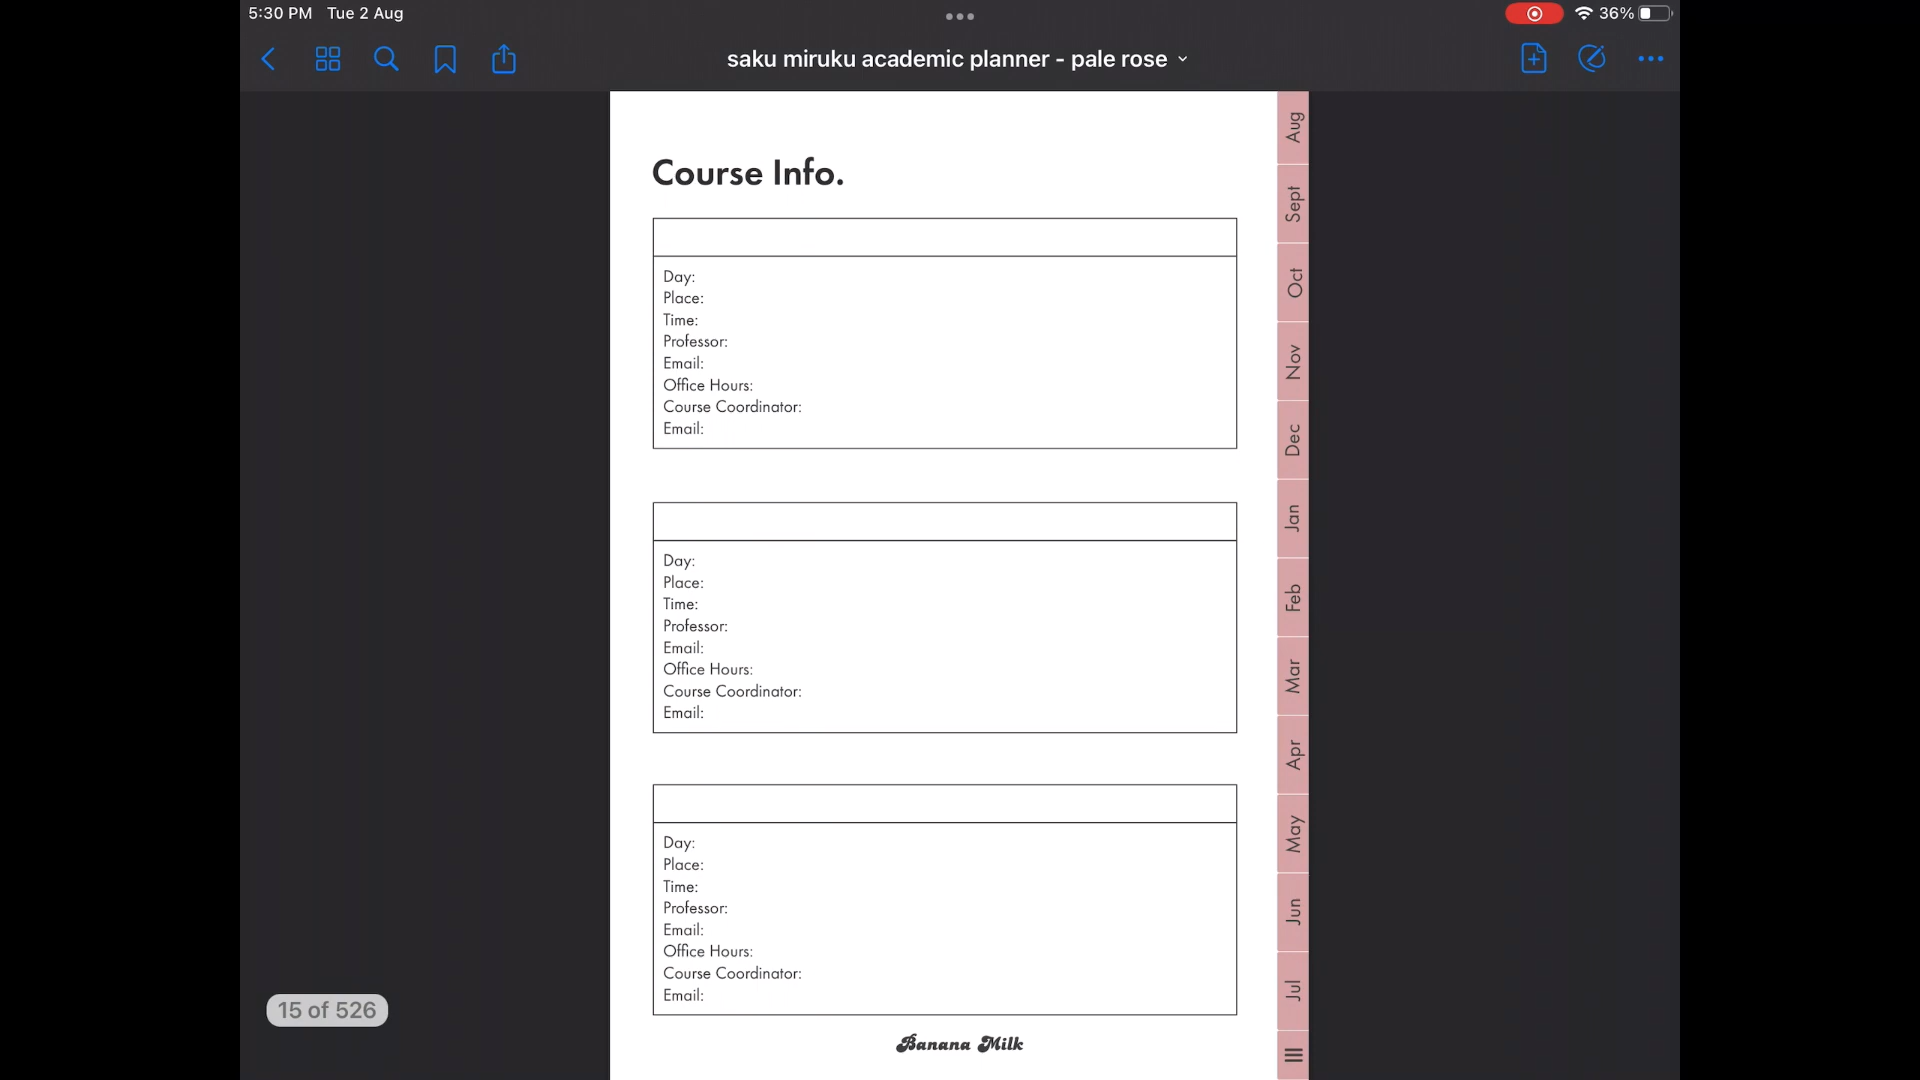 5:30 PM Tue 2 Aug
36%
saku miruku academic planner - pale rose
Course Info.
Day:
Place:
Time:
Professor:
Email:
Office Hours:
Course Coordinator:
Email:
Day:
Place:
Time:
Professor:
Email:
Office Hours:
Course Coordinator:
Email:
Day:
Place:
Time:
Professor:
Email:
Office Hours:
Course Coordinator:
Email:
Banana Milk
Aug
Sept
Oct
Nov
Dec
Jan
Feb
Mar
Apr
May
Jun
Jul
15 of 526